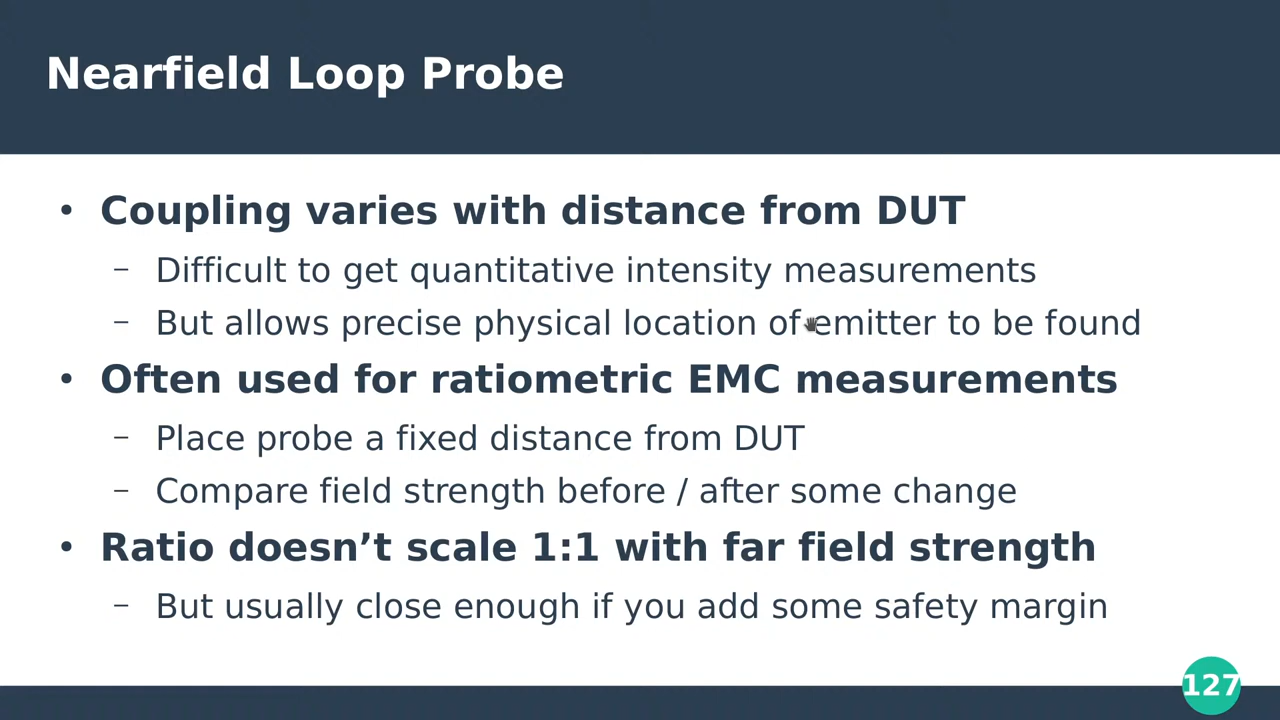 Nearfield Loop Probe
• Coupling varies with distance from DUT
– Difficult to get quantitative intensity measurements
– But allows precise physical location of emitter to be found
• Often used for ratiometric EMC measurements
– Place probe a fixed distance from DUT
– Compare field strength before / after some change
• Ratio doesn’t scale 1:1 with far field strength
– But usually close enough if you add some safety margin
127